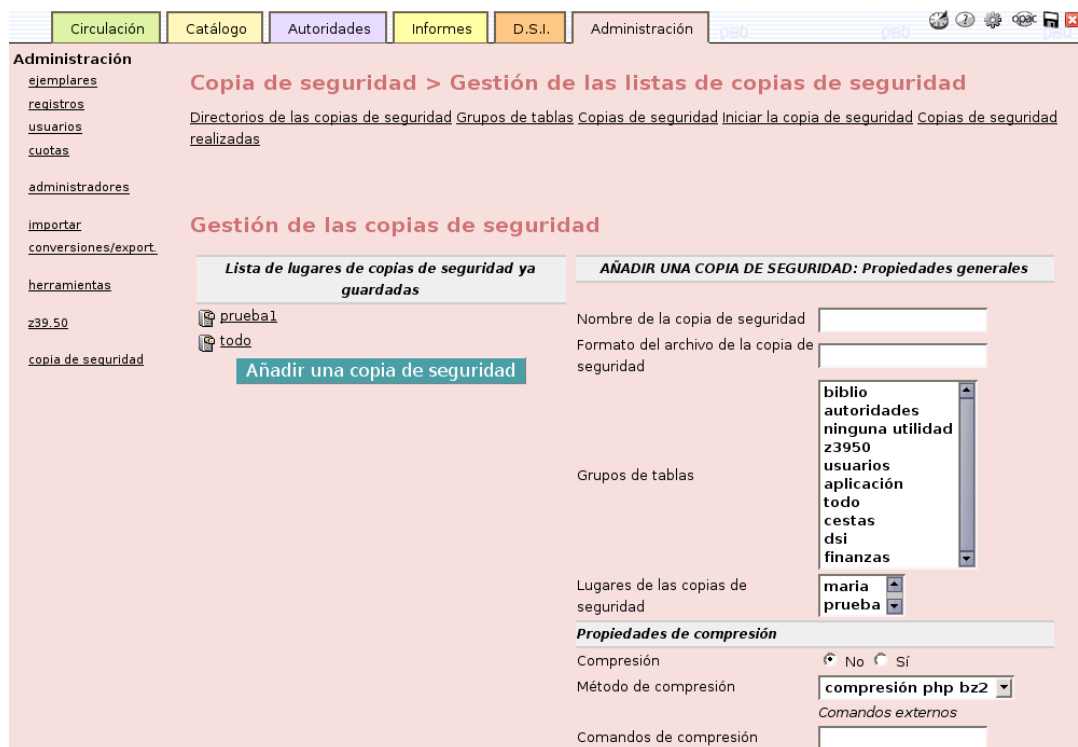 Circulación
Catálogo
Autoridades
Informes
D.S.I.
Administración
opac
Administración
ejemplares
registros
usuarios
cuotas
administradores
importar
conversiones/export.
herramientas
z39.50
copia de seguridad
Copia de seguridad > Gestión de las listas de copias de seguridad
Directorios de las copias de seguridad Grupos de tablas Copias de seguridad Iniciar la copia de seguridad Copias de seguridad
realizadas
Gestión de las copias de seguridad
Lista de lugares de copias de seguridad ya
guardadas
prueba1
todo
Añadir una copia de seguridad
AÑADIR UNA COPIA DE SEGURIDAD: Propiedades generales
Nombre de la copia de seguridad
Formato del archivo de la copia de
seguridad
Grupos de tablas
biblio
autoridades
ninguna utilidad
z3950
usuarios
aplicación
todo
cestas
dsi
finanzas
Lugares de las copias de
seguridad
maria
prueba
Propiedades de compresión
Compresión
No Sí
Método de compresión
compresión php bz2
Comandos externos
Comandos de compresión